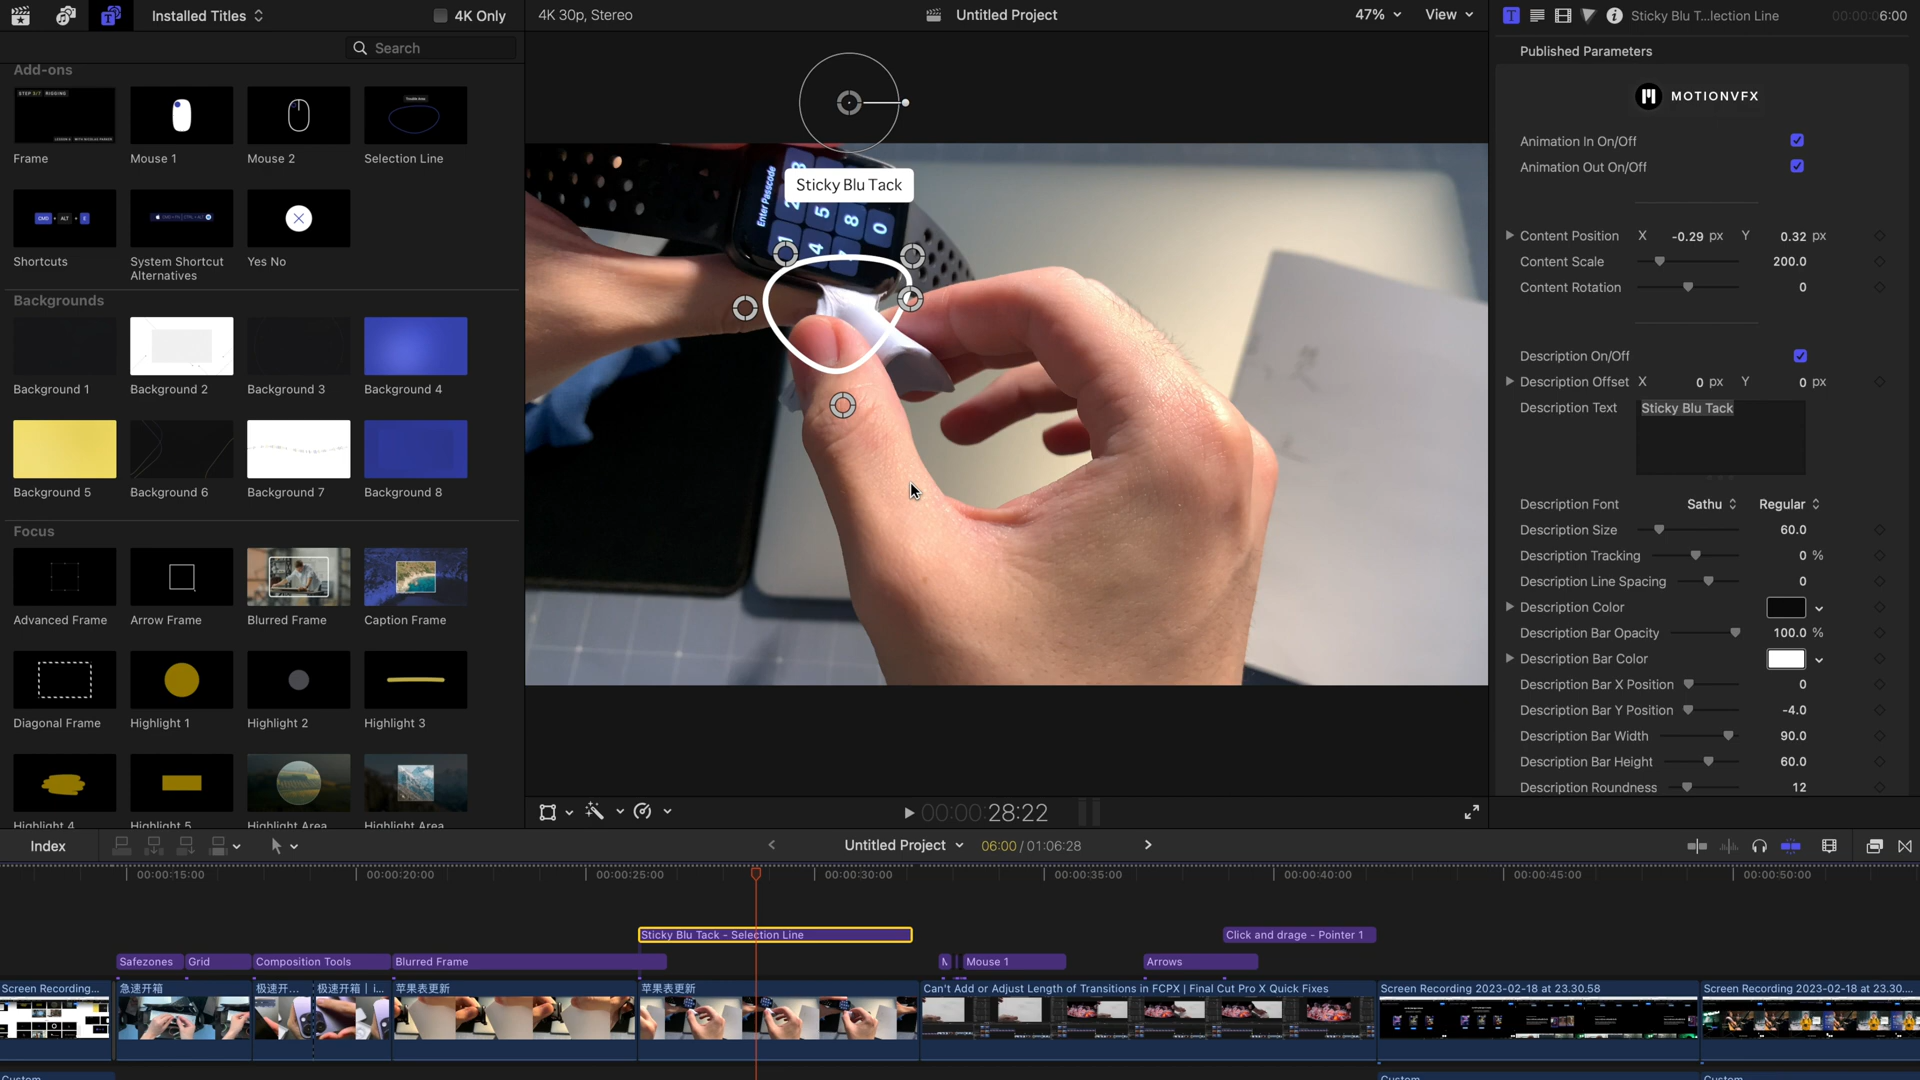 Installed Titles
4K Only
4K 30p, Stereo
Untitled Project
47%
View
Sticky Blu T...lection Line
00:00:06:00
Search
Published Parameters
Add-ons
STEP 3/7 RIGGING
Frame
Mouse 1
Mouse 2
Selection Line
MOTIONVFX
Animation In On/Off
Animation Out On/Off
CMD + ALT + E
Shortcuts
System Shortcut
Alternatives
Yes No
Sticky Blu Tack
Enter Passcode
5
8
0
4
Content Position X -0.29 px Y 0.32 px
Content Scale 200.0
Content Rotation 0
Backgrounds
Background 1
Background 2
Background 3
Background 4
Description On/Off
Description Offset X 0 px Y 0 px
Description Text Sticky Blu Tack
Background 5
Background 6
Background 7
Background 8
Description Font Sathu Regular
Description Size 60.0
Description Tracking 0 %
Description Line Spacing 0
Description Color
Description Bar Opacity 100.0 %
Description Bar Color
Description Bar X Position 0
Description Bar Y Position -4.0
Description Bar Width 90.0
Description Bar Height 60.0
Description Roundness 12
Focus
Advanced Frame
Arrow Frame
Blurred Frame
Caption Frame
Diagonal Frame
Highlight 1
Highlight 2
Highlight 3
Highlight 4
Highlight 5
Highlight Area
Highlight Area
00:00:28:22
Index
Untitled Project
06:00 / 01:06:28
00:00:15:00
00:00:20:00
00:00:25:00
00:00:30:00
00:00:35:00
00:00:40:00
00:00:45:00
00:00:50:00
Sticky Blu Tack - Selection Line
Click and drage - Pointer 1
Safezones
Grid
Composition Tools
Blurred Frame
Mouse 1
Arrows
Screen Recording...
急速开箱
极速开...
极速开箱 | i...
苹果表更新
苹果表更新
Can't Add or Adjust Length of Transitions in FCPX | Final Cut Pro X Quick Fixes
Screen Recording 2023-02-18 at 23.30.58
Screen Recording 2023-02-18 at 23.30....
Custom
Custom
Custom